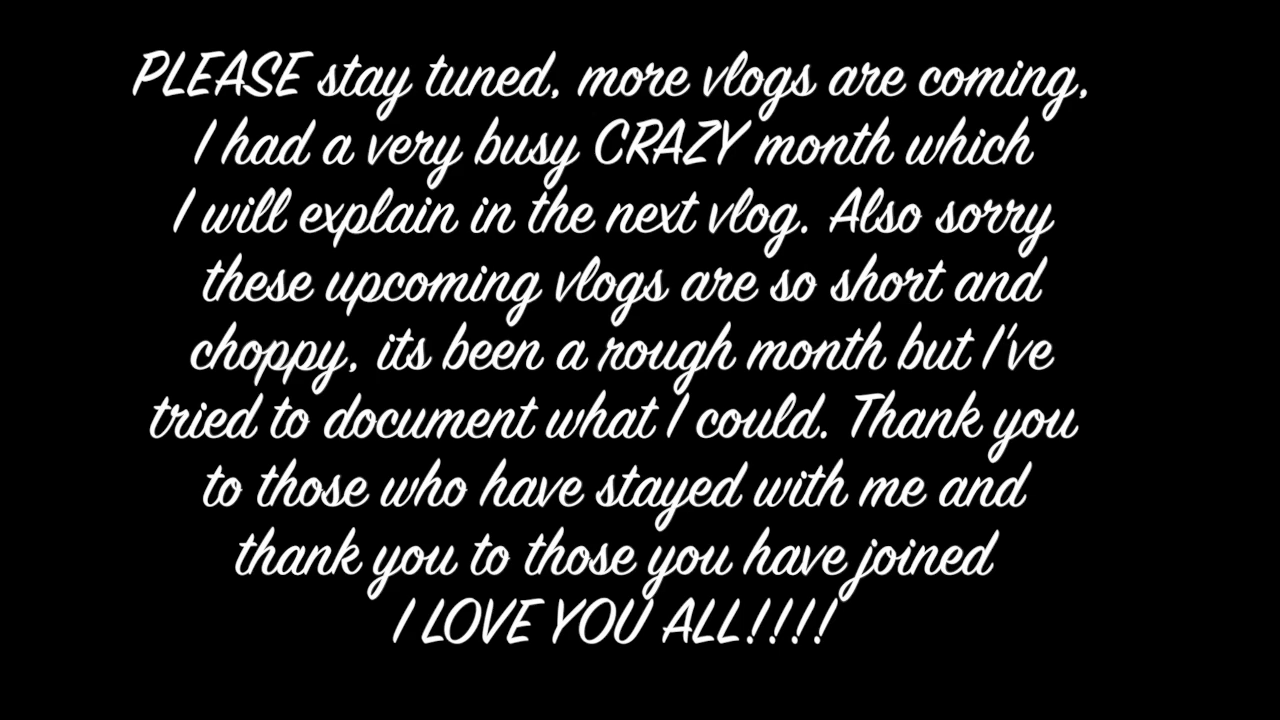 PLEASE stay tuned, more vlogs are coming,
I had a very busy CRAZY month which
I will explain in the next vlog. Also sorry
these upcoming vlogs are so short and
choppy, its been a rough month but I've
tried to document what I could. Thank you
to those who have stayed with me and
thank you to those you have joined
I LOVE YOU ALL!!!!